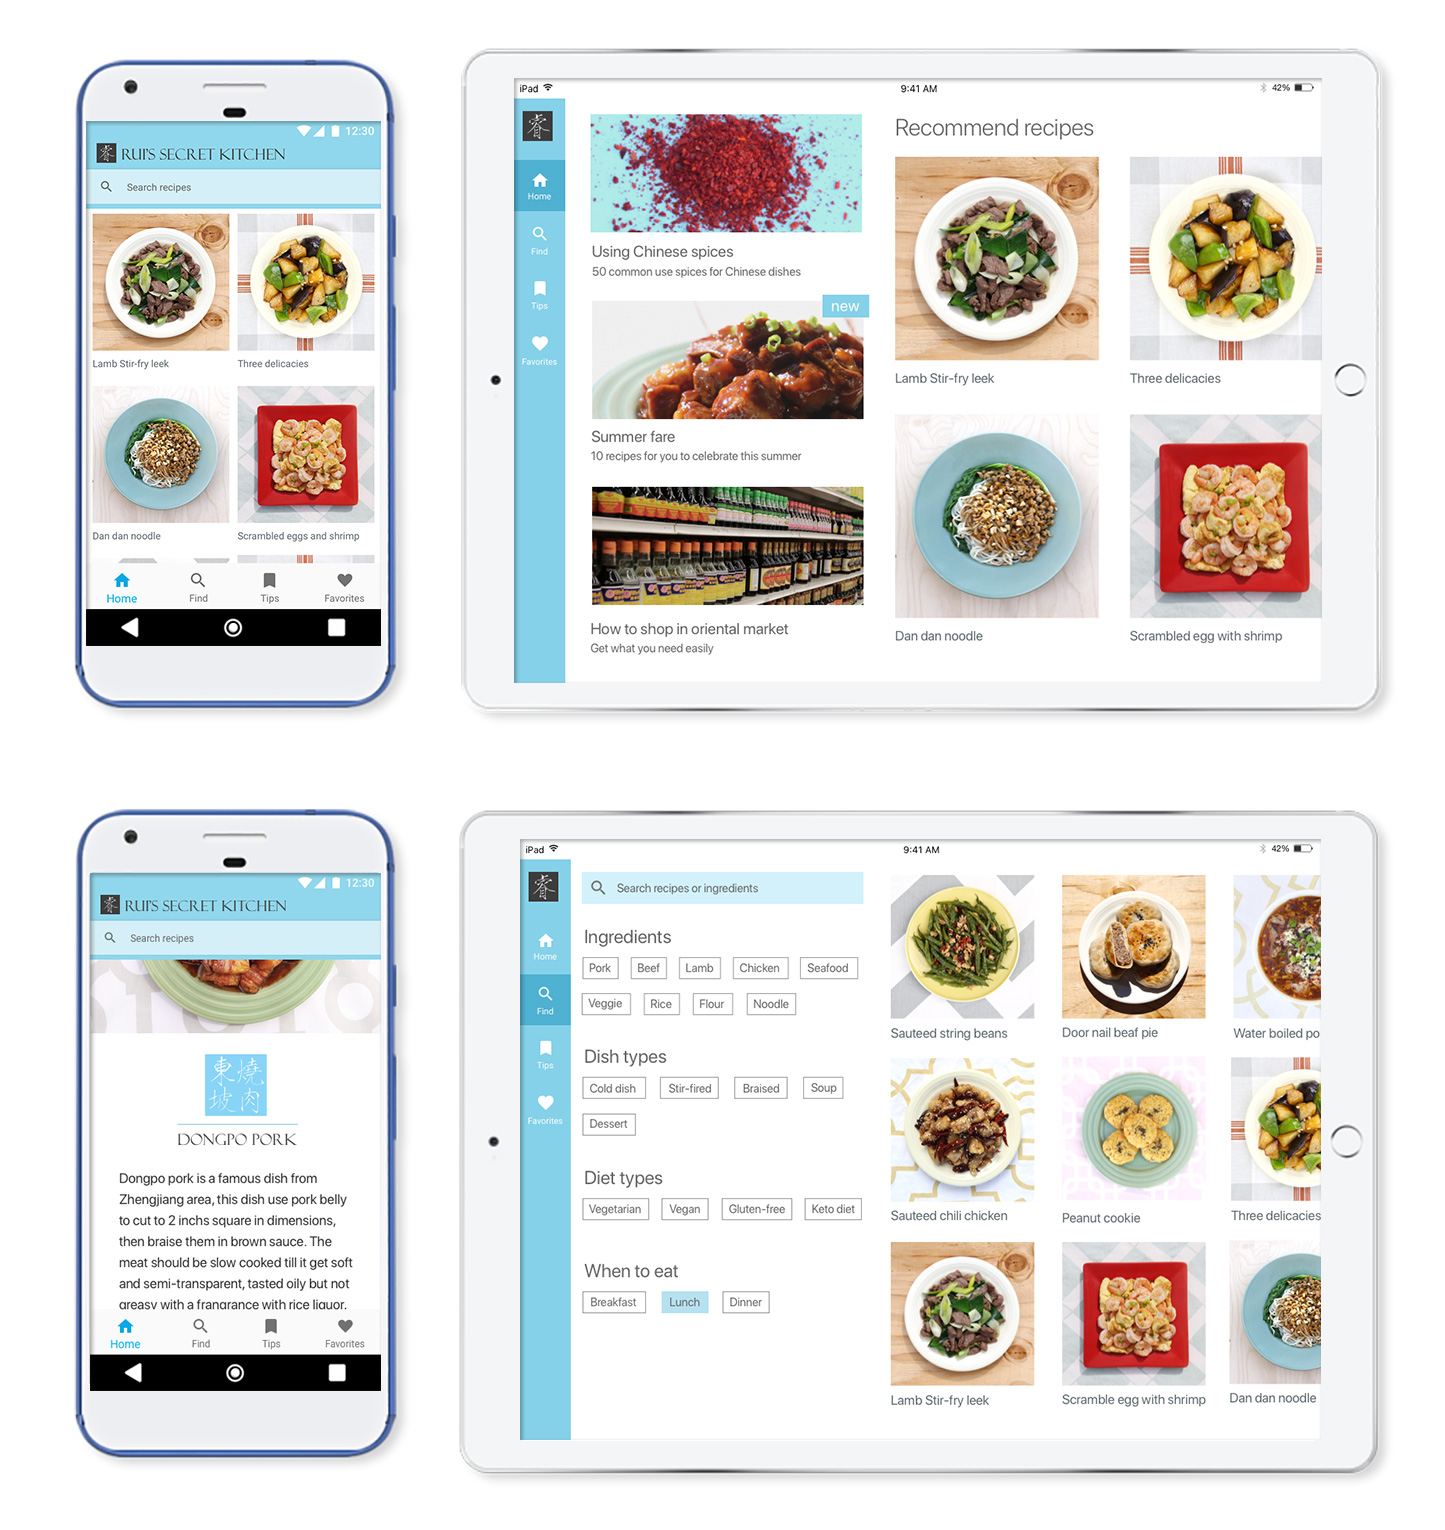 12:30
睿 RUI'S SECRET KITCHEN
Search recipes
Lamb Stir-fry leek
Three delicacies
Dan dan noodle
Scrambled eggs and shrimp
Home
Find
Tips
Favorites
iPad
9:41 AM
42%
睿
Home
Find
Tips
Favorites
Using Chinese spices
50 common use spices for Chinese dishes
new
Summer fare
10 recipes for you to celebrate this summer
How to shop in oriental market
Get what you need easily
Recommend recipes
Lamb Stir-fry leek
Three delicacies
Dan dan noodle
Scrambled egg with shrimp
12:30
睿 RUI'S SECRET KITCHEN
Search recipes
東坡
燒肉
DONGPO PORK
Dongpo pork is a famous dish from
Zhengjiang area, this dish use pork belly
to cut to 2 inchs square in dimensions,
then braise them in brown sauce. The
meat should be slow cooked till it get soft
and semi-transparent, tasted oily but not
greasy with a frangrance with rice liquor.
Home
Find
Tips
Favorites
iPad
9:41 AM
42%
睿
Home
Find
Tips
Favorites
Search recipes or ingredients
Ingredients
Pork Beef Lamb Chicken Seafood
Veggie Rice Flour Noodle
Dish types
Cold dish Stir-fired Braised Soup
Dessert
Diet types
Vegetarian Vegan Gluten-free Keto diet
When to eat
Breakfast Lunch Dinner
Sauteed string beans
Door nail beaf pie
Water boiled po
Sauteed chili chicken
Peanut cookie
Three delicacies
Lamb Stir-fry leek
Scramble egg with shrimp
Dan dan noodle